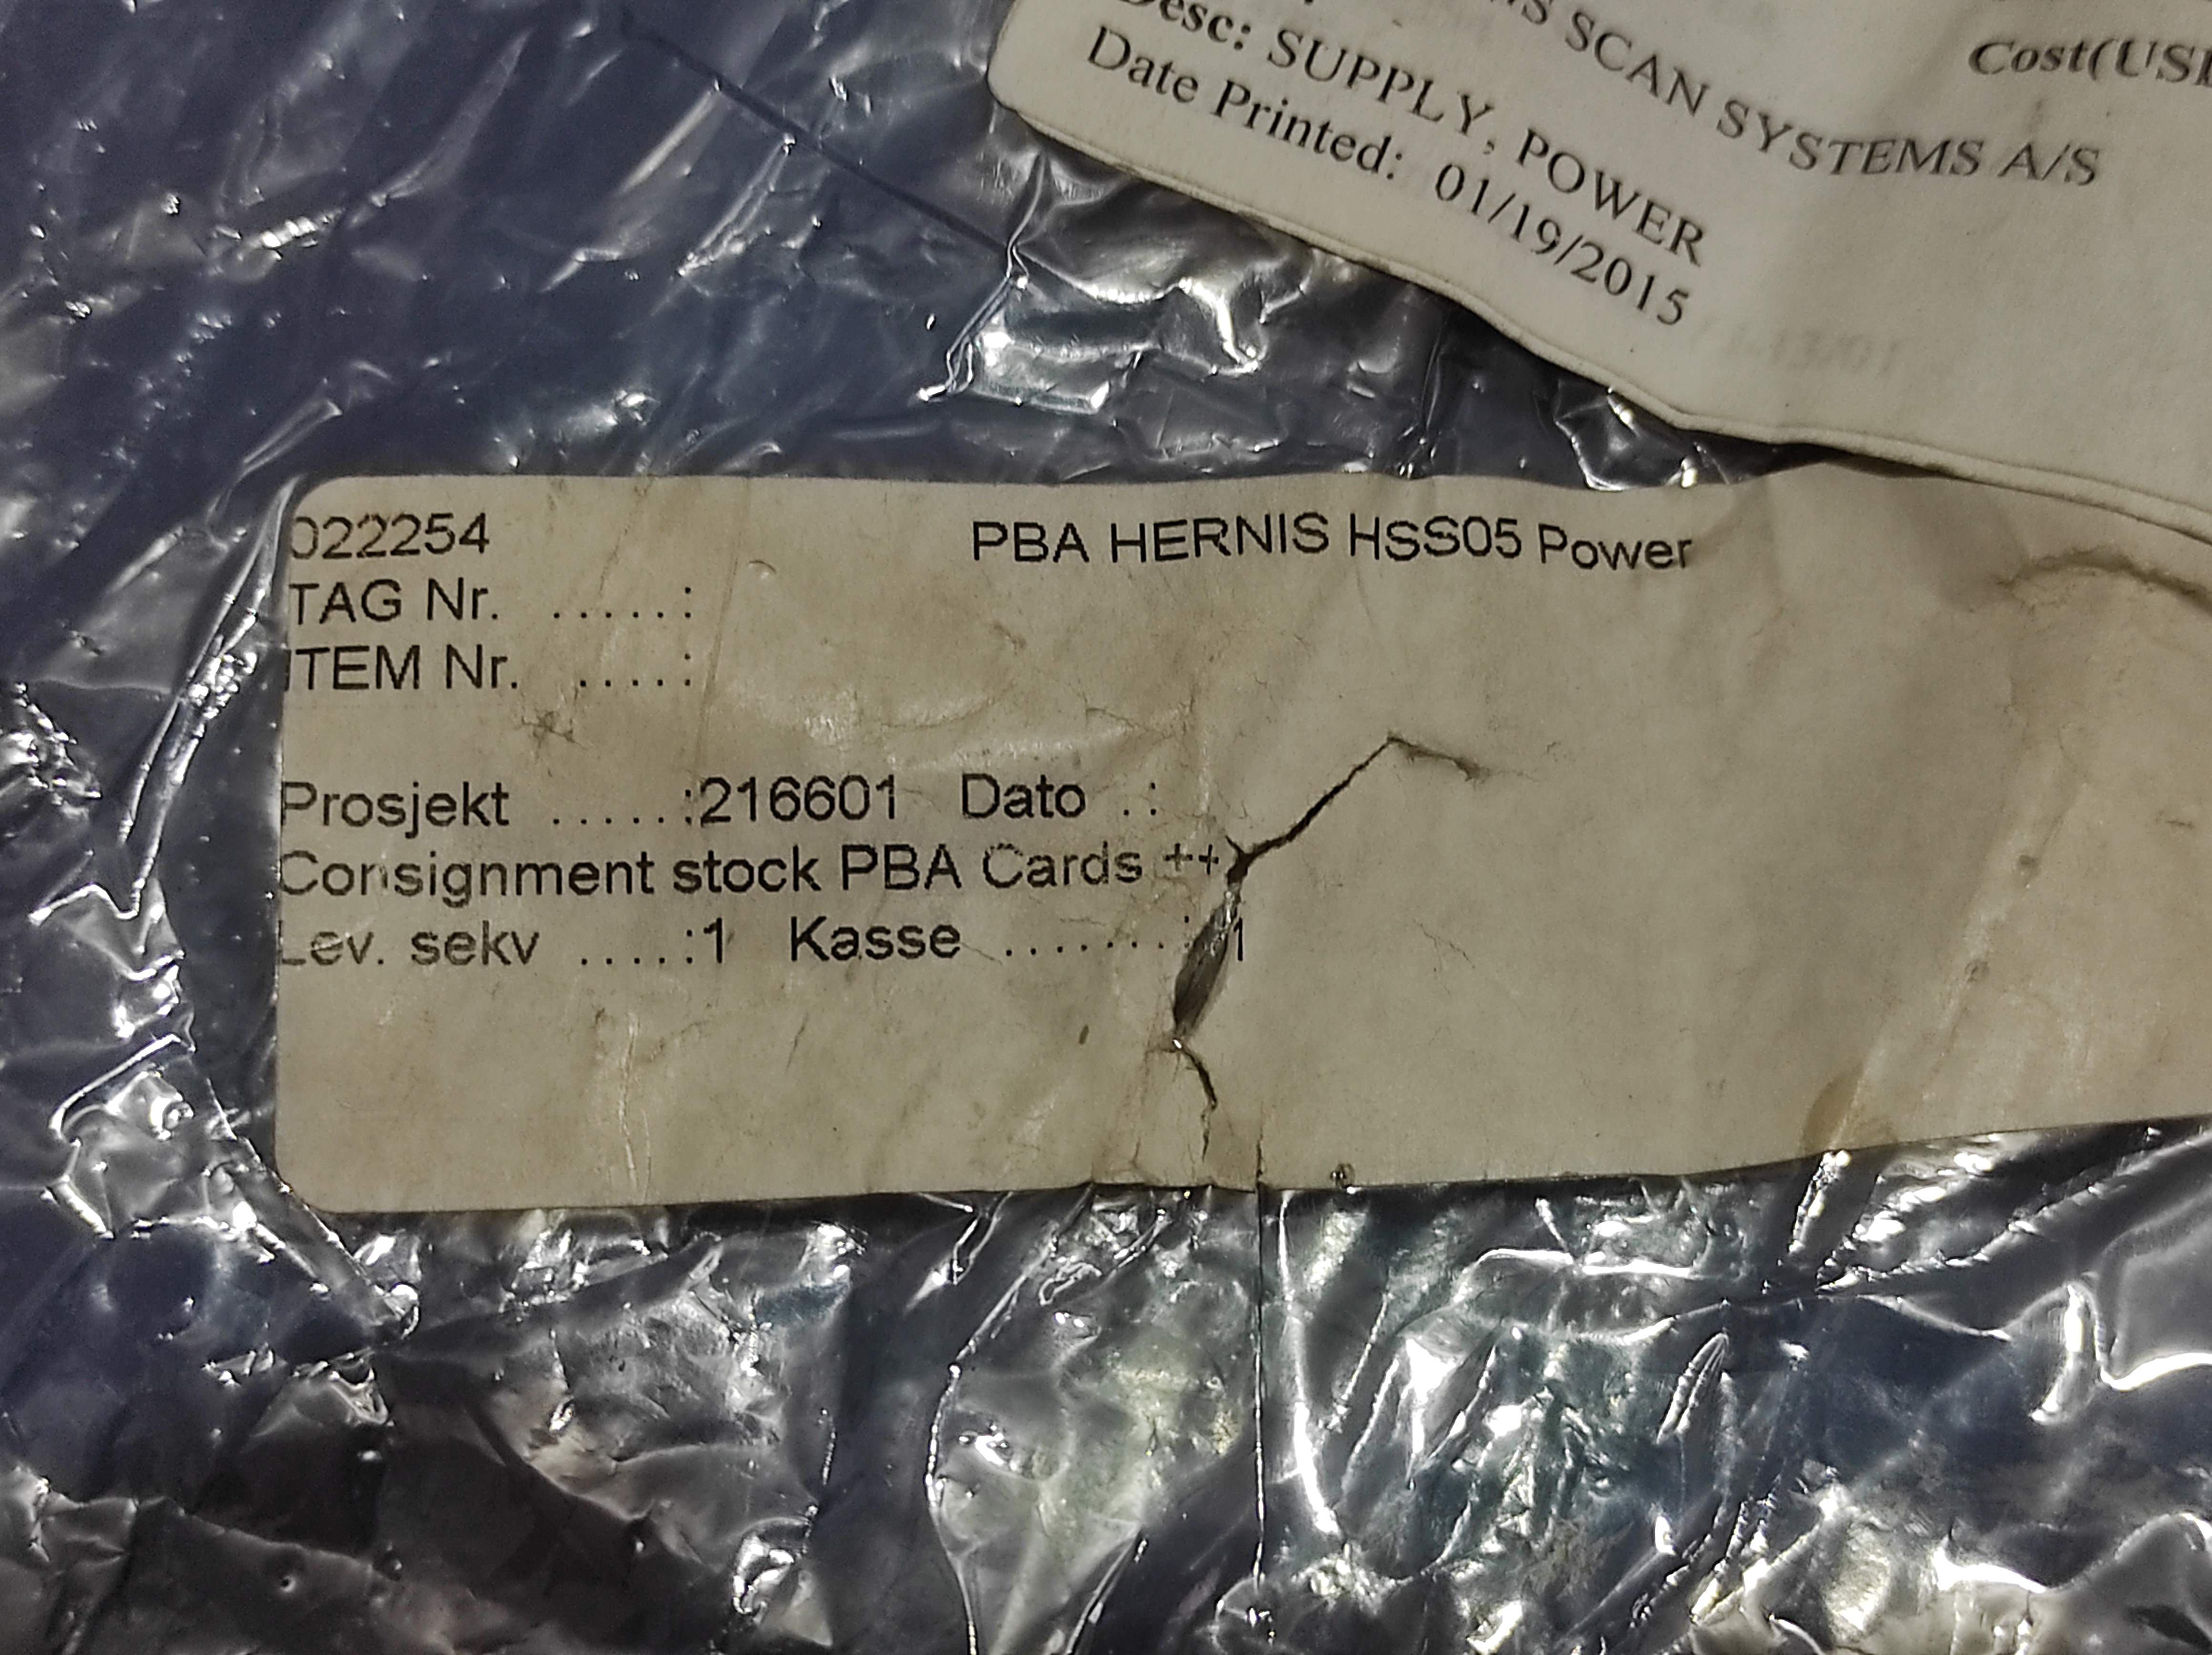 Cost(US
SCAN SYSTEMS A/S
Desc: SUPPLY, POWER
Date Printed: 01/19/2015
022254 PBA HERNIS HSS05 Power
TAG Nr. .....:
ITEM Nr. .....:
Prosjekt .....:216601 Dato .:
Consignment stock PBA Cards ++
Lev. sekv .....:1 Kasse .......: 1